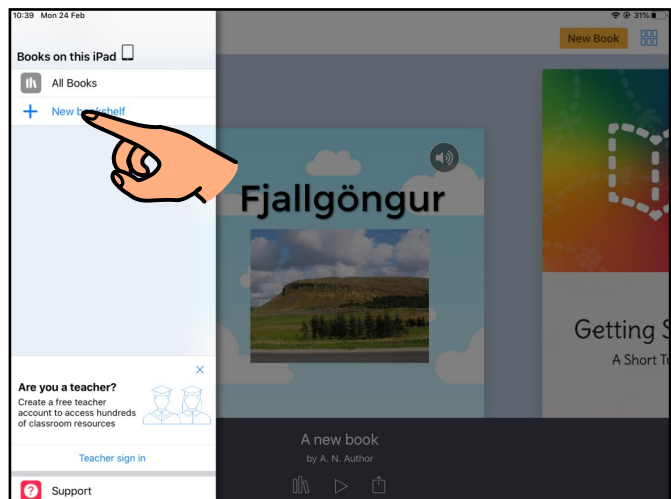 10:39 Mon 24 Feb
31%
New Book
Books on this iPad
All Books
New bookshelf
Fjallgöngur
Getting S
A Short Tu
Are you a teacher?
Create a free teacher
account to access hundreds
of classroom resources
Teacher sign in
A new book
by A. N. Author
Support